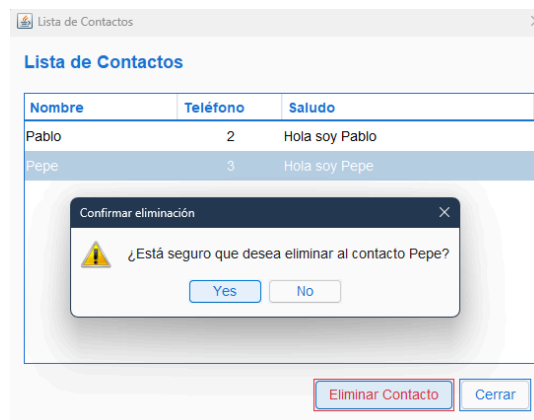 Lista de Contactos
Lista de Contactos
Nombre Teléfono Saludo
Pablo 2 Hola soy Pablo
Pepe 3 Hola soy Pepe
Confirmar eliminación
¿Está seguro que desea eliminar al contacto Pepe?
Yes No
Eliminar Contacto Cerrar